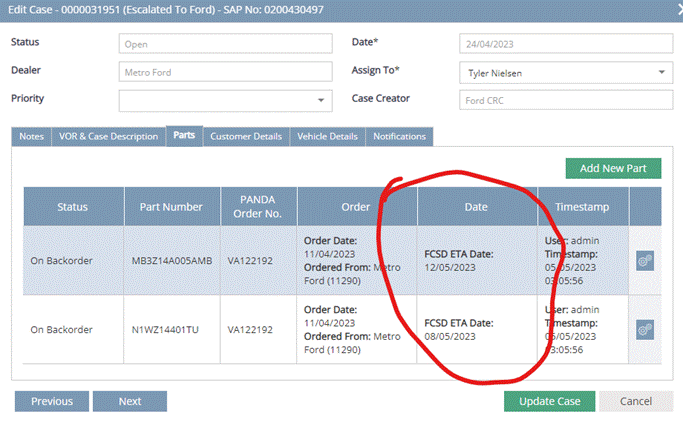 Edit Case - 0000031951 (Escalated To Ford) - SAP No: 0200430497
Status Open Date* 24/04/2023
Dealer Metro Ford Assign To* Tyler Nielsen
Priority Case Creator Ford CRC
Notes VOR & Case Description Parts Customer Details Vehicle Details Notifications
Add New Part
Status Part Number PANDA Order No. Order Date Timestamp
On Backorder MB3Z14A005AMB VA122192
Order Date:
11/04/2023
Ordered From: Metro
Ford (11290)
FCSD ETA Date:
12/05/2023
User: admin
Timestamp:
05/05/2023
03:05:56
On Backorder N1WZ14401TU VA122192
Order Date:
11/04/2023
Ordered From: Metro
Ford (11290)
FCSD ETA Date:
08/05/2023
User: admin
Timestamp:
05/05/2023
03:05:56
Previous Next Update Case Cancel